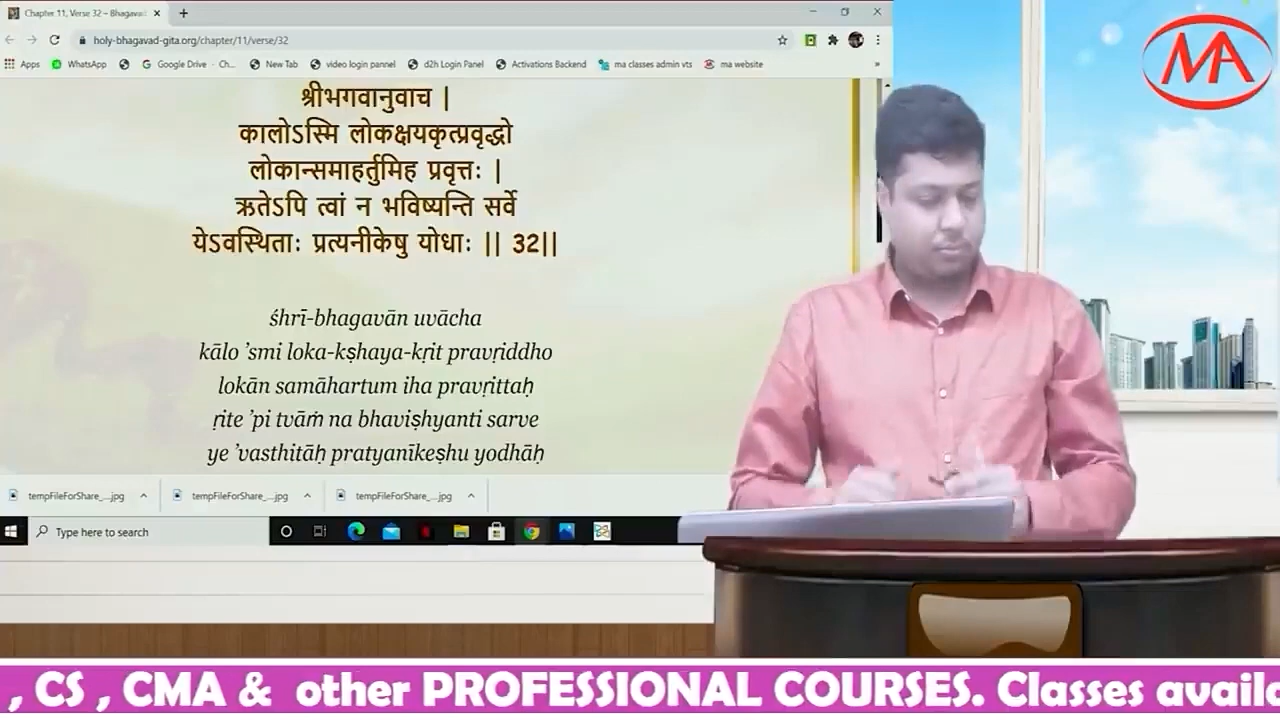 Chapter 11, Verse 32 – Bhagavad
holy-bhagavad-gita.org/chapter/11/verse/32
Apps WhatsApp Google Drive - Ch... New Tab video login pannel d2h Login Panel Activations Backend ma classes admin vts ma website »
MA
श्रीभगवानुवाच |
कालोऽस्मि लोकक्षयकृत्प्रवृद्धो
लोकान्समाहर्तुमिह प्रवृत्तः |
ऋतेऽपि त्वां न भविष्यन्ति सर्वे
येऽवस्थिताः प्रत्यनीकेषु योधाः || 32||
śhrī-bhagavān uvācha
kālo ’smi loka-kṣhaya-kṛit pravṛiddho
lokān samāhartum iha pravṛittaḥ
ṛite ’pi tvāṁ na bhaviṣhyanti sarve
ye ’vasthitāḥ pratyanīkeṣhu yodhāḥ
tempFileForShare_...jpg tempFileForShare_...jpg tempFileForShare_...jpg
Type here to search
, CS , CMA & other PROFESSIONAL COURSES. Classes availa